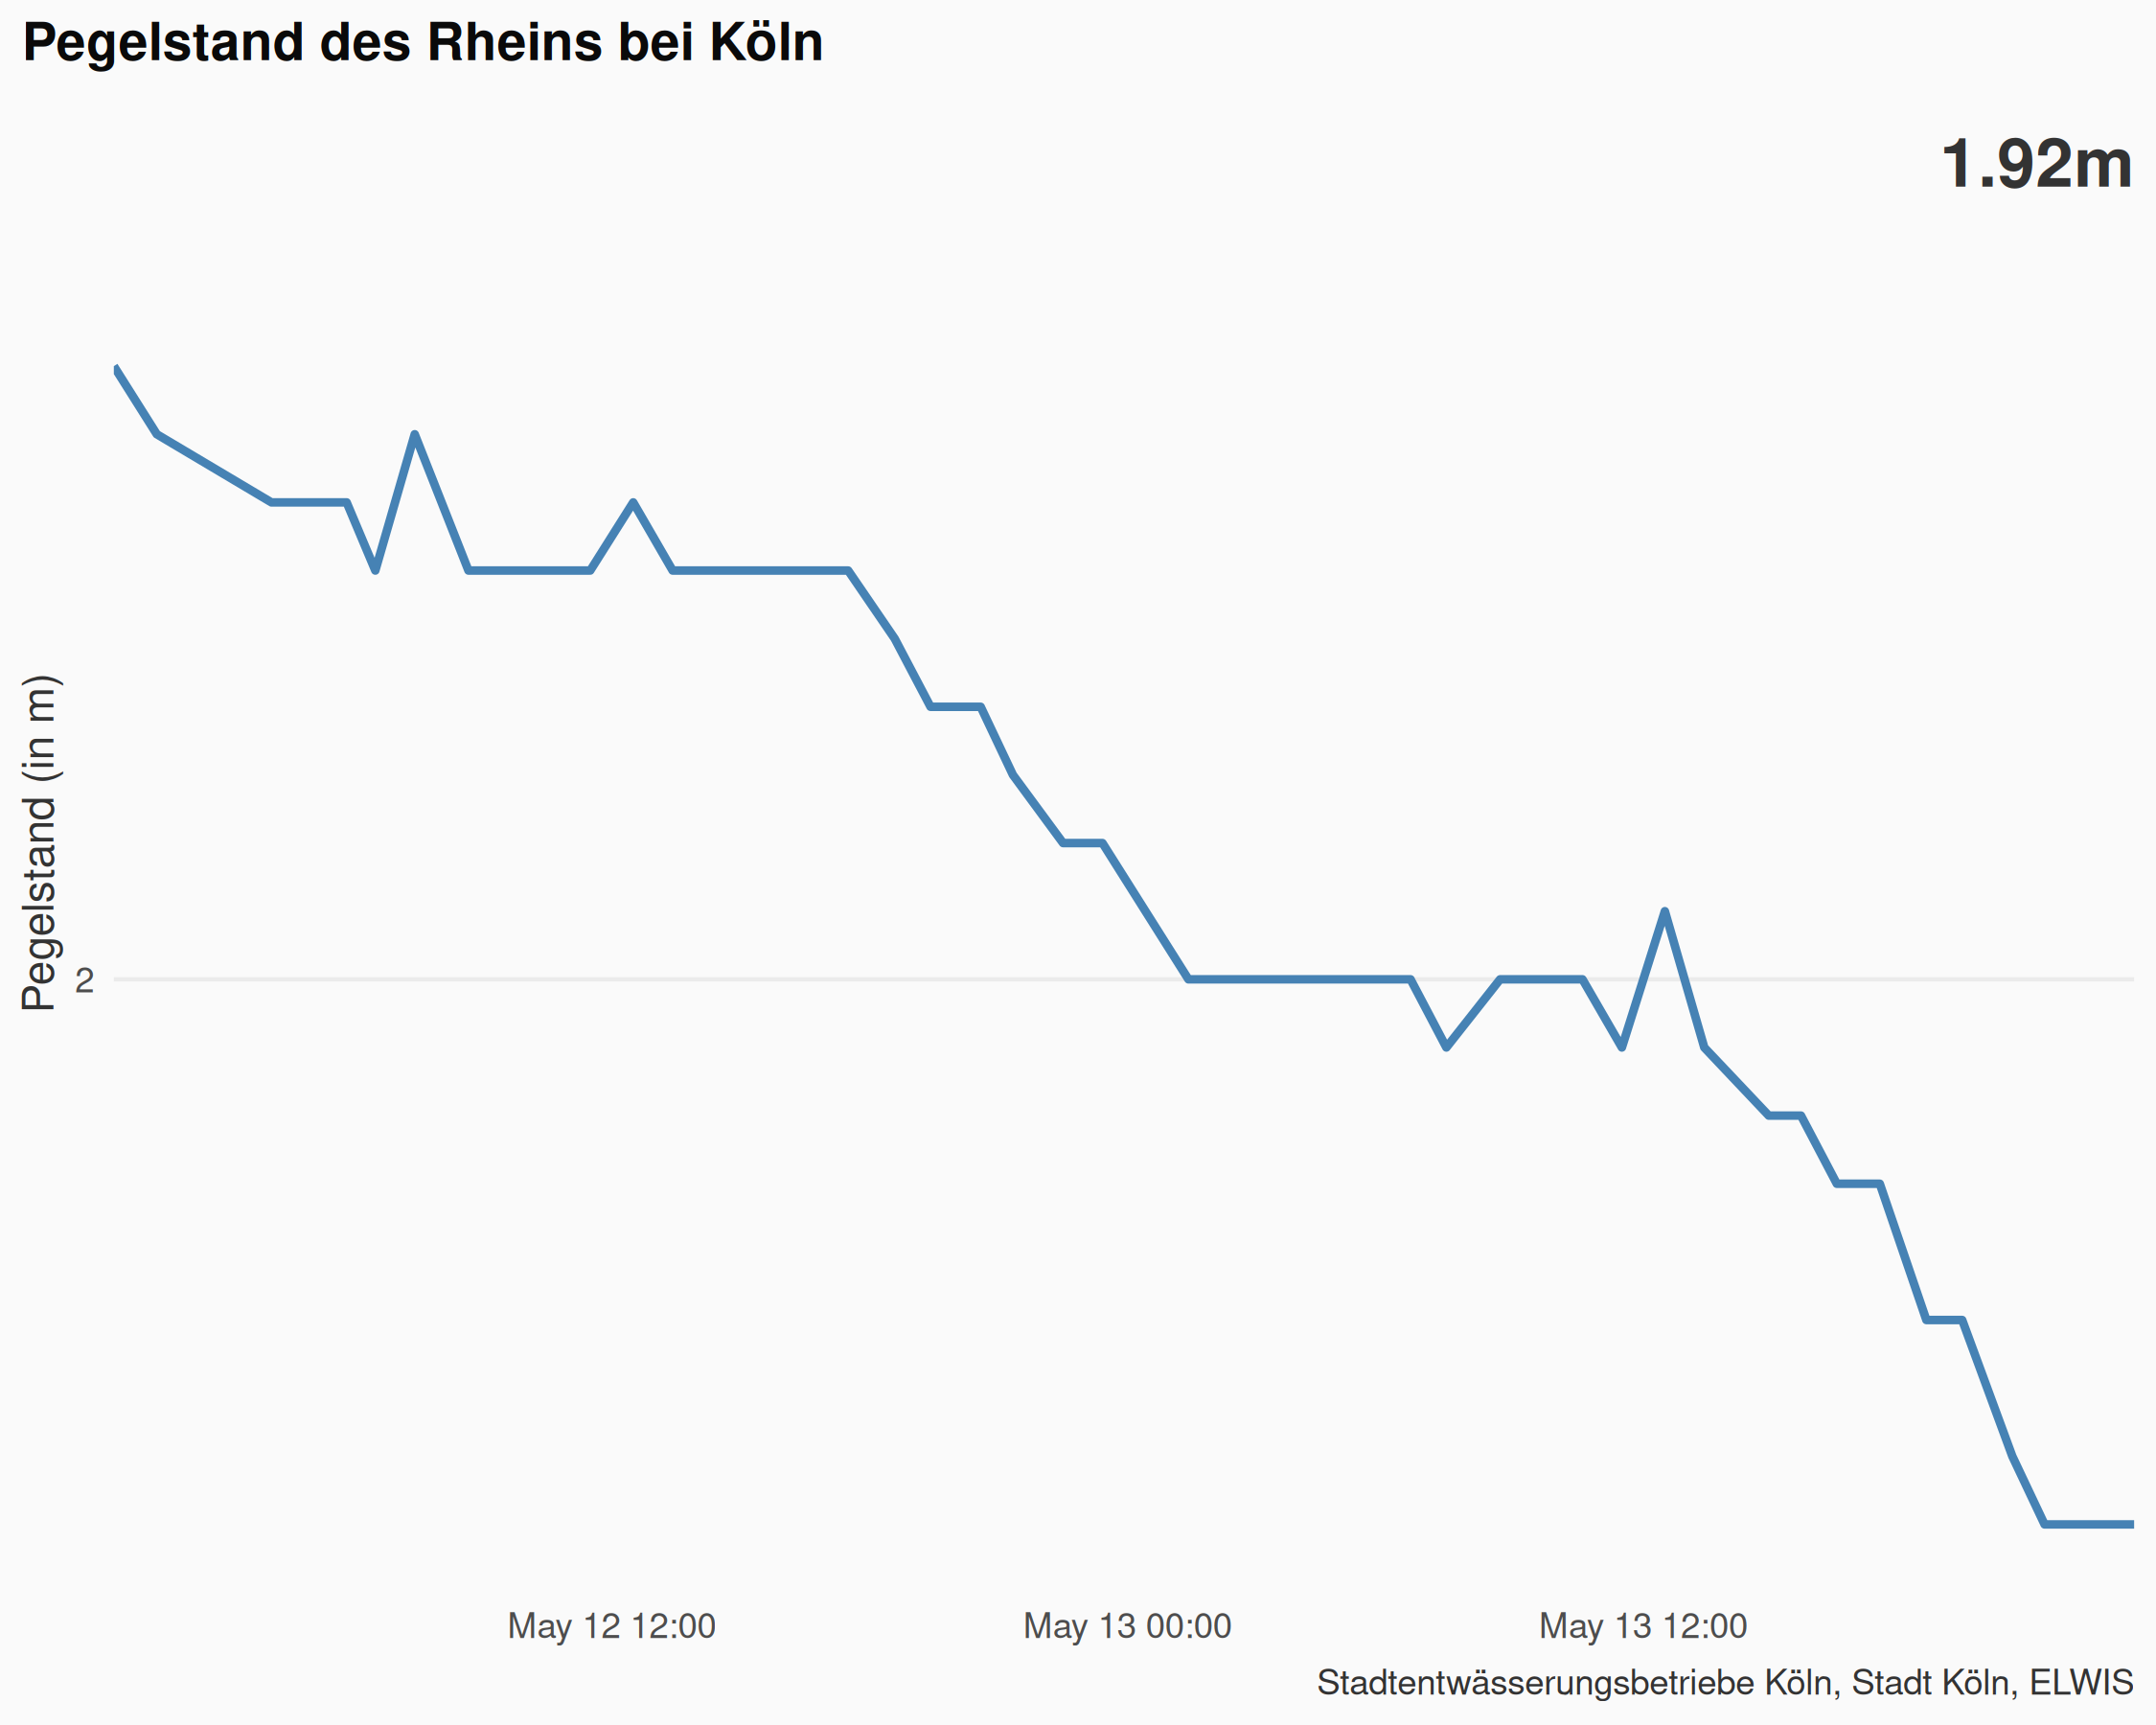 Pegelstand des Rheins bei Köln
1.92m
Pegelstand (in m)
2
May 12 12:00
May 13 00:00
May 13 12:00
Stadtentwässerungsbetriebe Köln, Stadt Köln, ELWIS